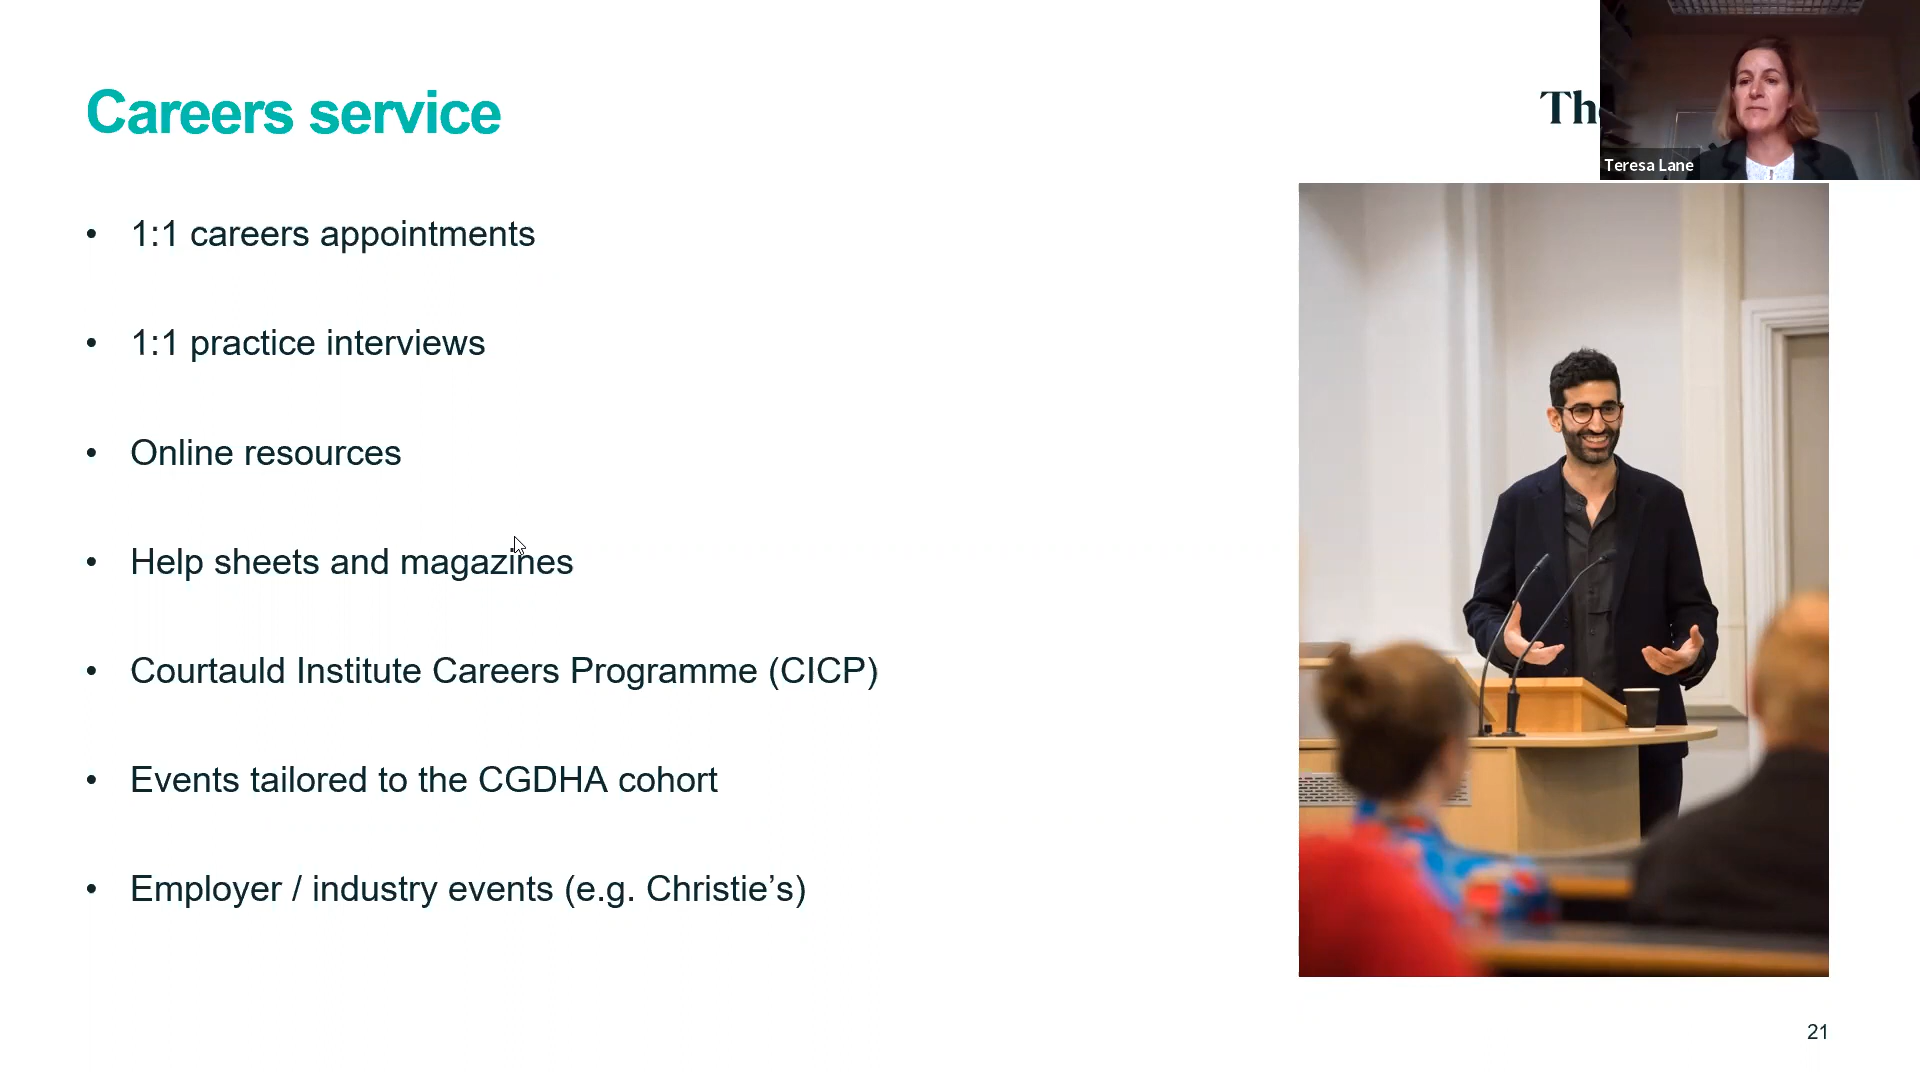 Careers service
Th
Teresa Lane
• 1:1 careers appointments
• 1:1 practice interviews
• Online resources
• Help sheets and magazines
• Courtauld Institute Careers Programme (CICP)
• Events tailored to the CGDHA cohort
• Employer / industry events (e.g. Christie’s)
21